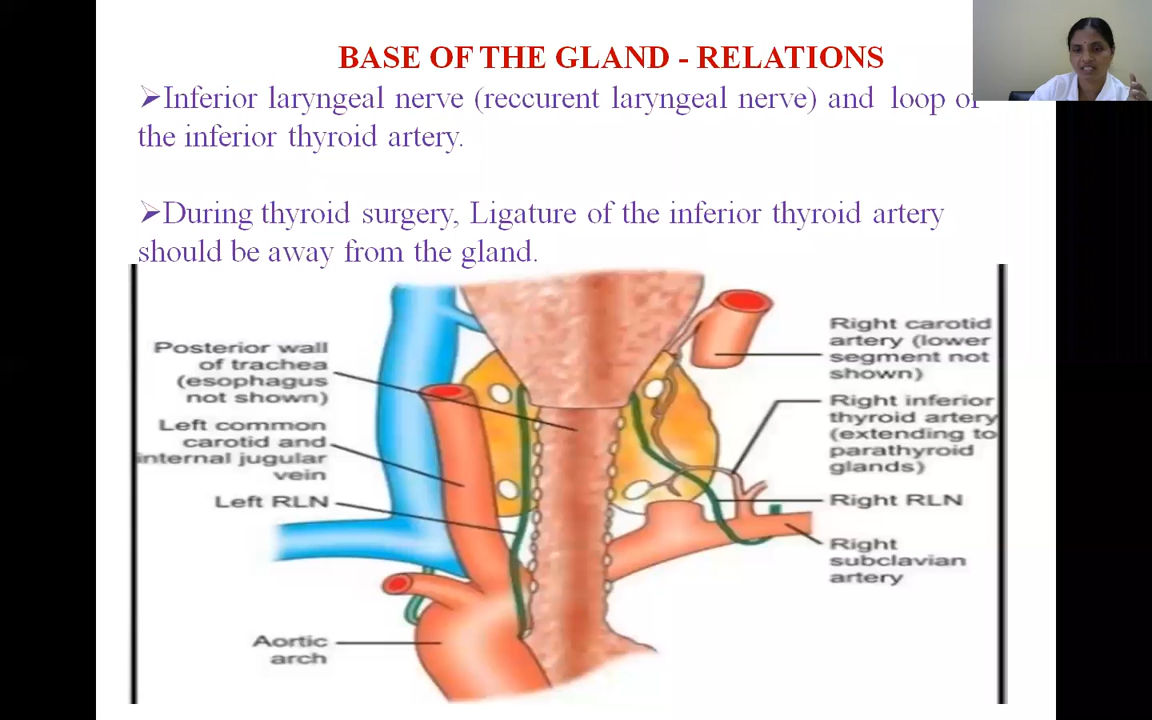 BASE OF THE GLAND - RELATIONS
➢Inferior laryngeal nerve (reccurent laryngeal nerve) and loop of
the inferior thyroid artery.
➢During thyroid surgery, Ligature of the inferior thyroid artery
should be away from the gland.
Posterior wall
of trachea
(esophagus
not shown)
Left common
carotid and
internal jugular
vein
Left RLN
Aortic
arch
Right carotid
artery (lower
segment not
shown)
Right inferior
thyroid artery
(extending to
parathyroid
glands)
Right RLN
Right
subclavian
artery